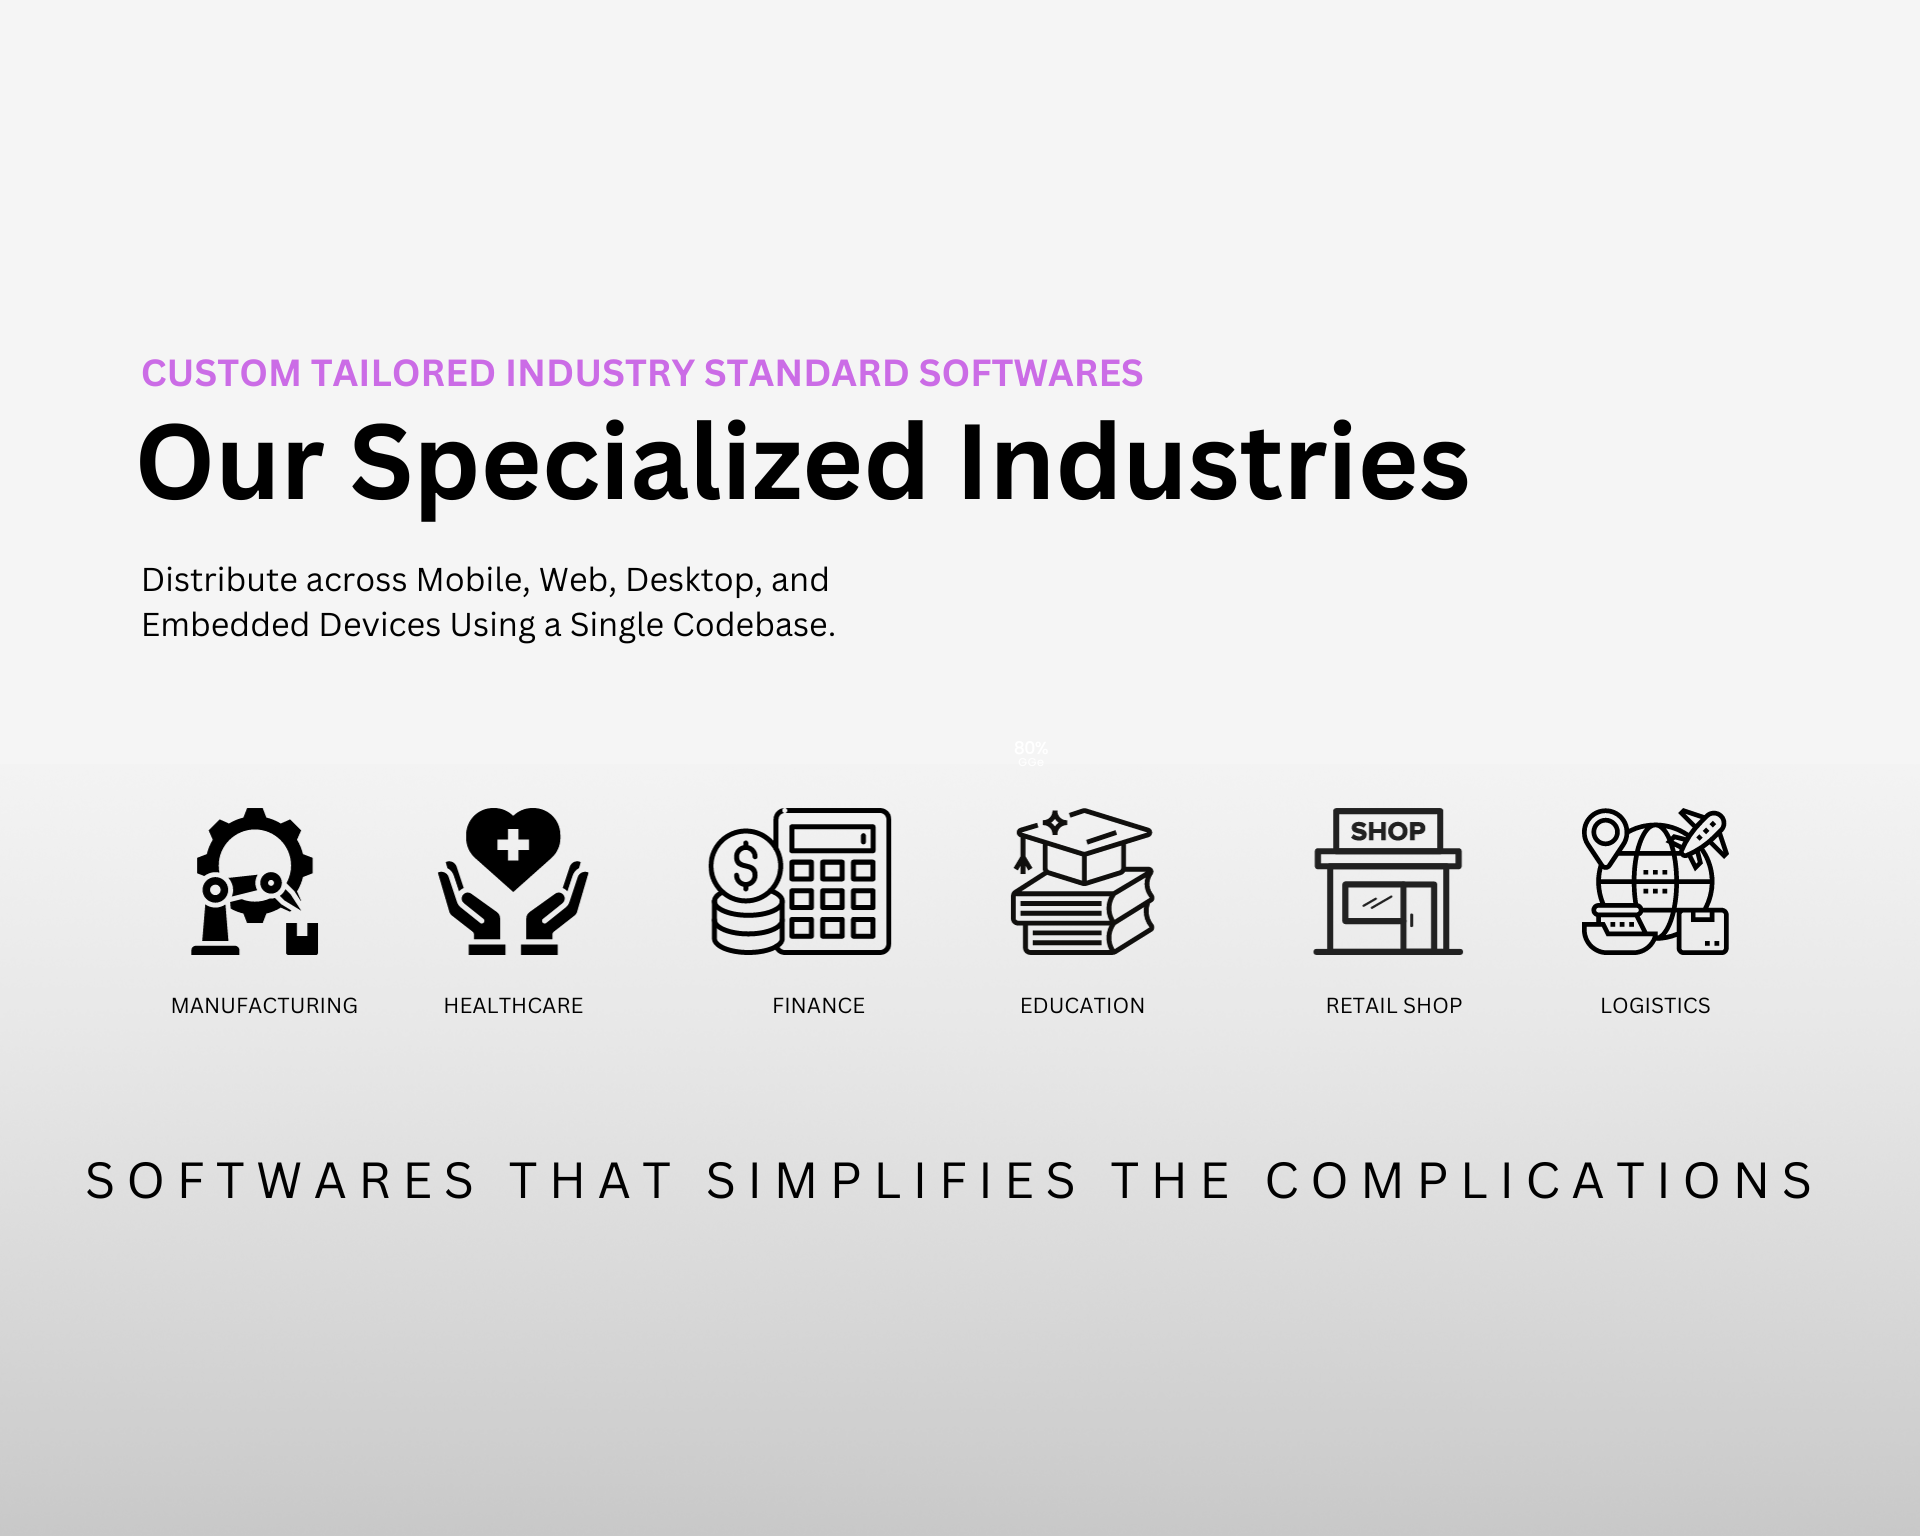 CUSTOM TAILORED INDUSTRY STANDARD SOFTWARES
Our Specialized Industries
Distribute across Mobile, Web, Desktop, and
Embedded Devices Using a Single Codebase.
60%
SHOP
MANUFACTURING HEALTHCARE FINANCE EDUCATION RETAIL SHOP LOGISTICS
SOFTWARES THAT SIMPLIFIES THE COMPLICATIONS